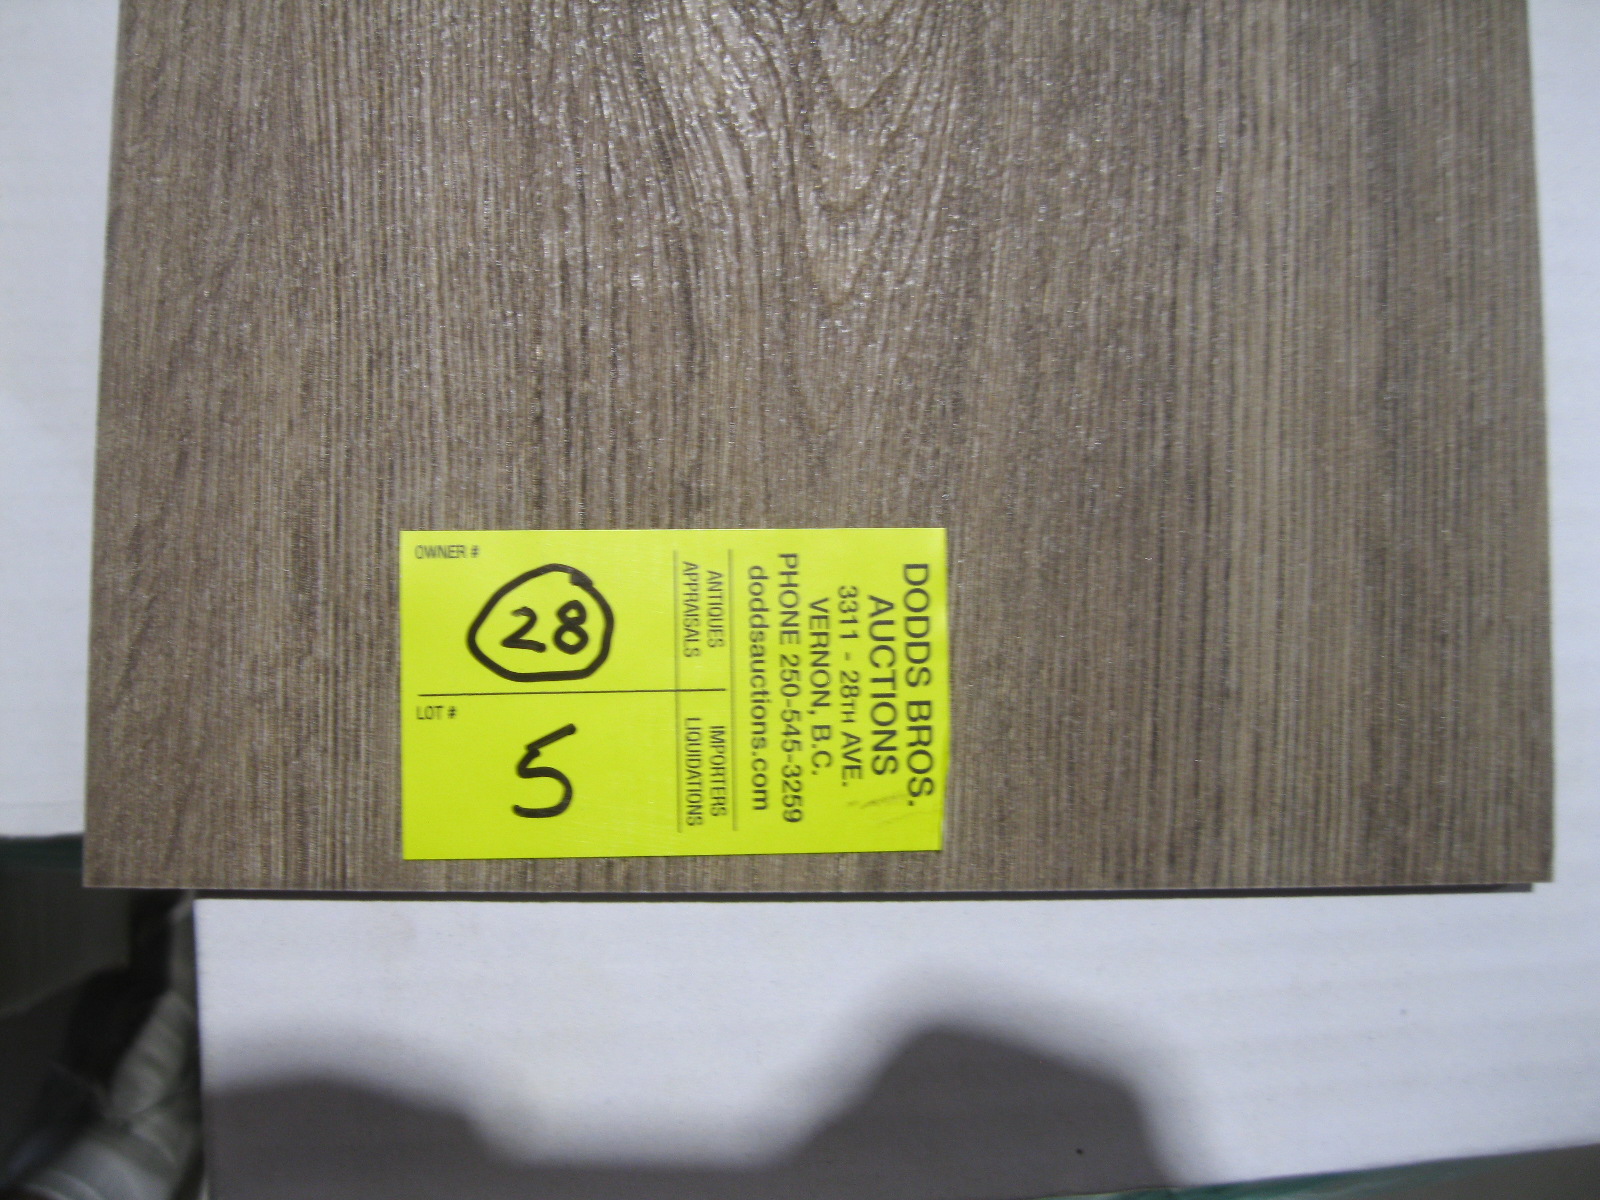 DODDS BROS.
AUCTIONS
3311 - 28TH AVE.
VERNON, B.C.
PHONE 250-545-3259
doddsauctions.com
ANTIQUES
APPRAISALS
IMPORTERS
LIQUIDATIONS
OWNER #
28
LOT #
5